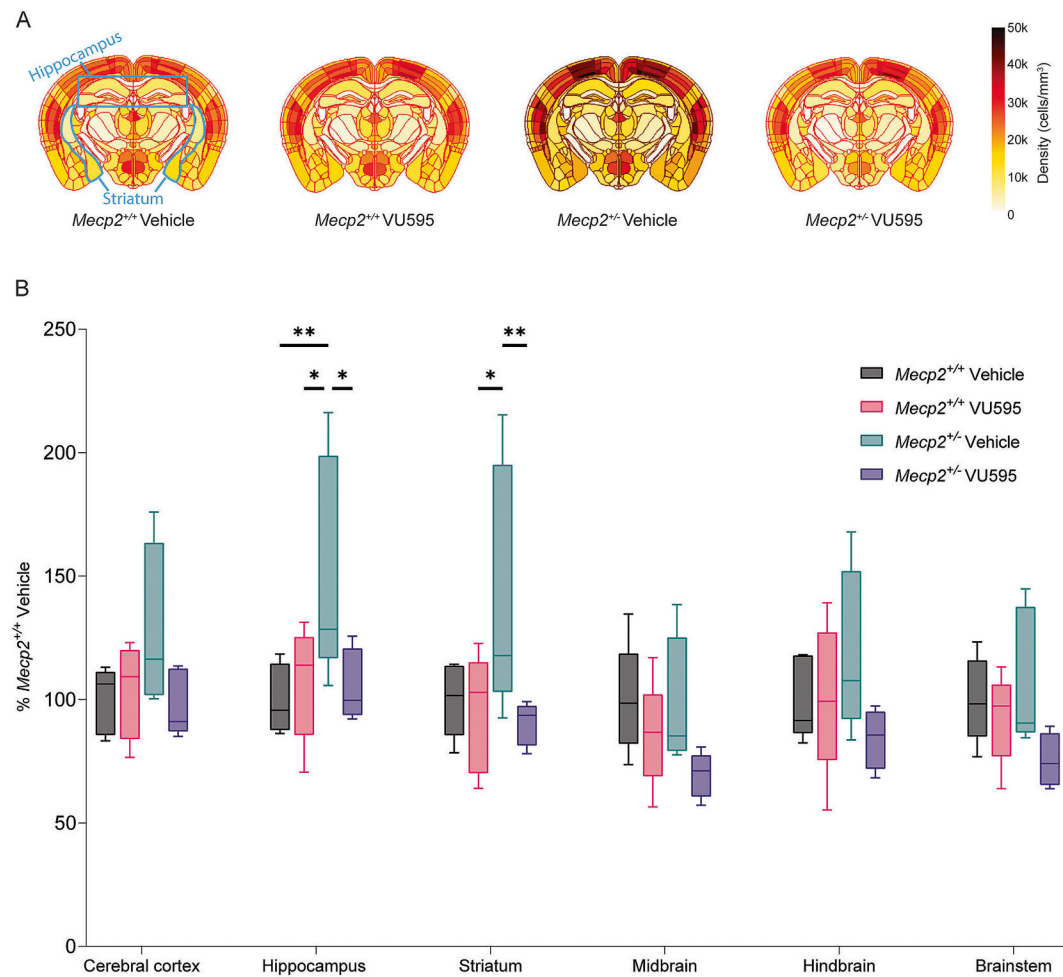 A
Hippocampus
Striatum
Mecp2+/+ Vehicle
Mecp2+/+ VU595
Mecp2+/- Vehicle
Mecp2+/- VU595
50k
40k
30k
20k
10k
0
Density (cells/mm³)
B
% Mecp2+/+ Vehicle
250
200
150
100
50
0
** 
* *
**
*
Mecp2+/+ Vehicle
Mecp2+/+ VU595
Mecp2+/- Vehicle
Mecp2+/- VU595
Cerebral cortex Hippocampus Striatum Midbrain Hindbrain Brainstem